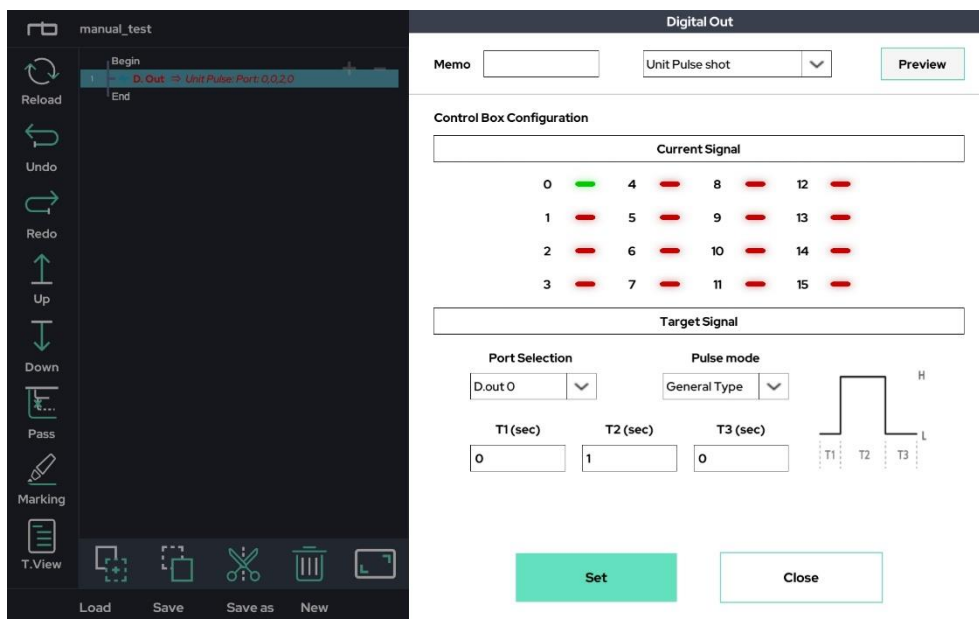 manual_test
Reload
Undo
Redo
Up
Down
Pass
Marking
T.View
Begin
1 D. Out ⇒ Unit Pulse: Port: 0,0,2,0
End
Load Save Save as New
Digital Out
Memo Unit Pulse shot Preview
Control Box Configuration
Current Signal
0 4 8 12
1 5 9 13
2 6 10 14
3 7 11 15
Target Signal
Port Selection Pulse mode
D.out 0 General Type
T1 (sec) T2 (sec) T3 (sec)
0 1 0
H
L
T1 T2 T3
Set Close